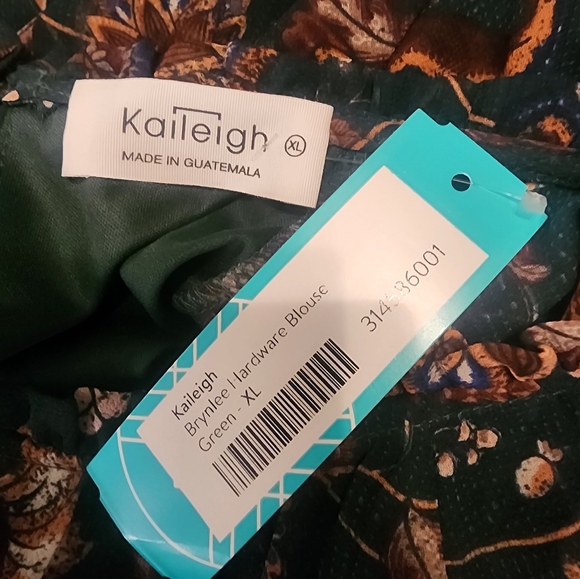 Kaileigh
XL
MADE IN GUATEMALA
Kaileigh
Brynlee Hardware Blouse
Green - XL